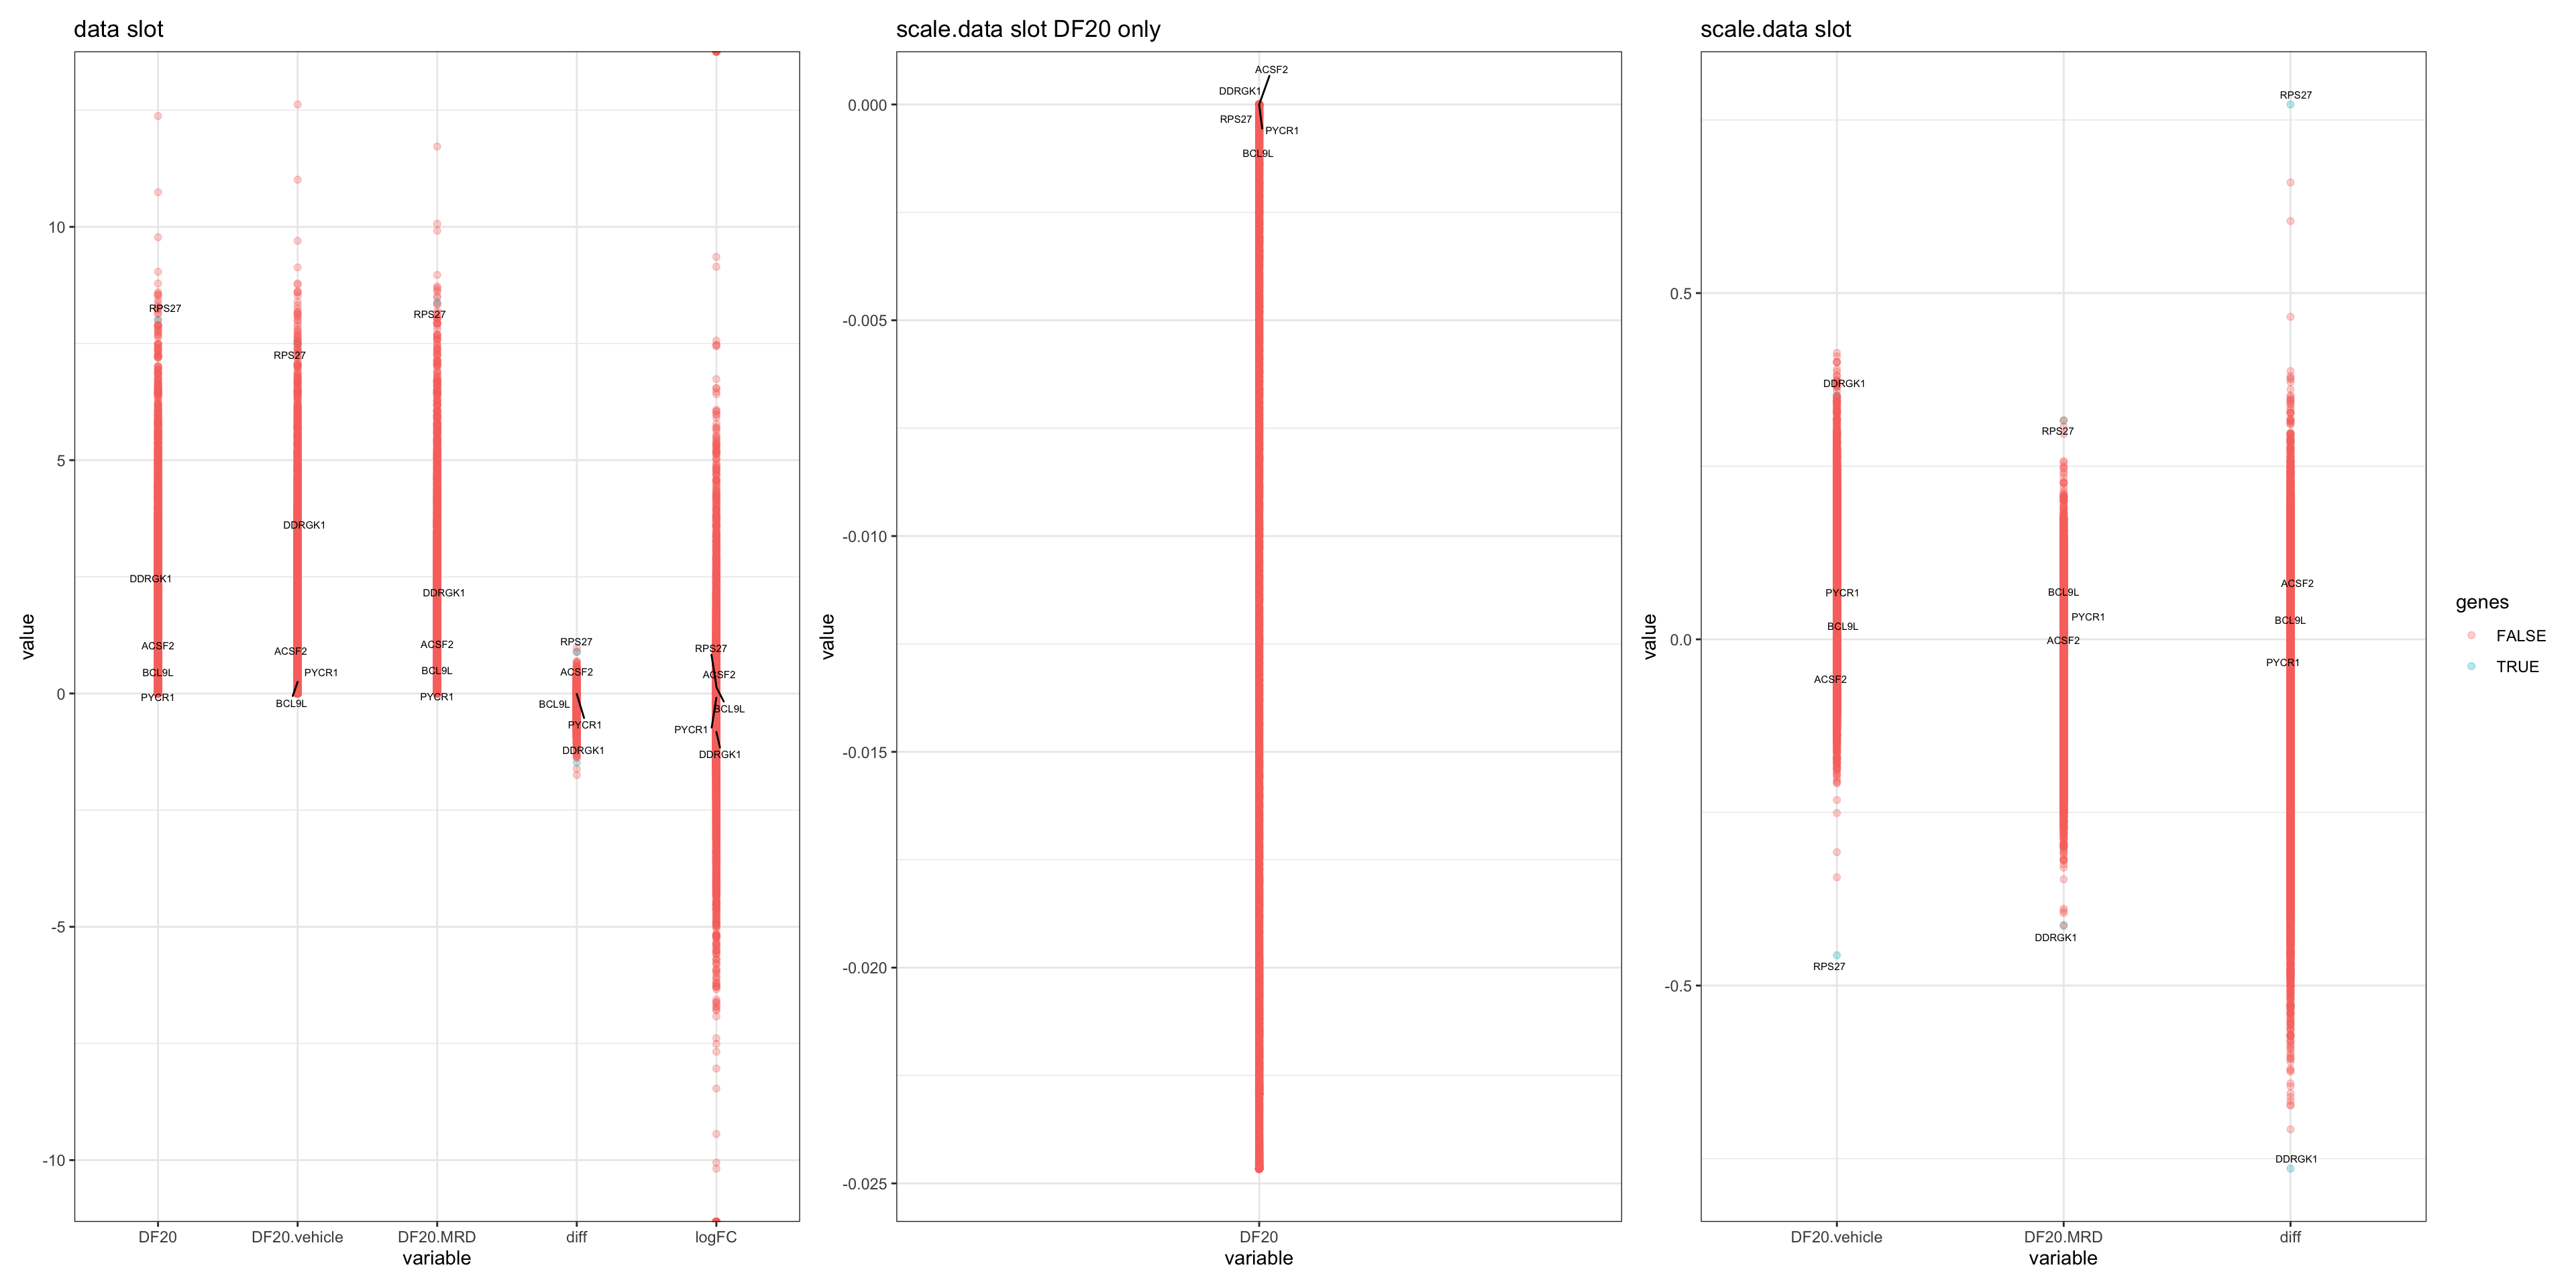 data slot
value
10
5
0
-5
-10
RPS27
DDRGK1
ACSF2
BCL9L
PYCR1
RPS27
DDRGK1
ACSF2
PYCR1
BCL9L
RPS27
DDRGK1
ACSF2
BCL9L
PYCR1
RPS27
ACSF2
BCL9L
PYCR1
DDRGK1
RPS27
ACSF2
BCL9L
PYCR1
DDRGK1
DF20
DF20.vehicle
DF20.MRD
diff
logFC
variable
scale.data slot DF20 only
value
0.000
-0.005
-0.010
-0.015
-0.020
-0.025
ACSF2
DDRGK1
RPS27
PYCR1
BCL9L
DF20
variable
scale.data slot
value
0.5
0.0
-0.5
DDRGK1
PYCR1
BCL9L
ACSF2
RPS27
RPS27
BCL9L
PYCR1
ACSF2
DDRGK1
RPS27
ACSF2
BCL9L
PYCR1
DDRGK1
DF20.vehicle
DF20.MRD
diff
variable
genes
FALSE
TRUE